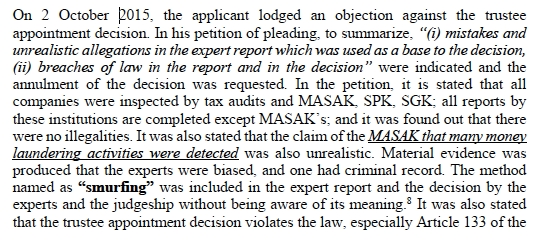 On 2 October 2015, the applicant lodged an objection against the trustee
appointment decision. In his petition of pleading, to summarize, “(i) mistakes and
unrealistic allegations in the expert report which was used as a base to the decision,
(ii) breaches of law in the report and in the decision” were indicated and the
annulment of the decision was requested. In the petition, it is stated that all
companies were inspected by tax audits and MASAK, SPK, SGK; all reports by
these institutions are completed except MASAK’s; and it was found out that there
were no illegalities. It was also stated that the claim of the MASAK that many money
laundering activities were detected was also unrealistic. Material evidence was
produced that the experts were biased, and one had criminal record. The method
named as “smurfing” was included in the expert report and the decision by the
experts and the judgeship without being aware of its meaning.8 It was also stated
that the trustee appointment decision violates the law, especially Article 133 of the